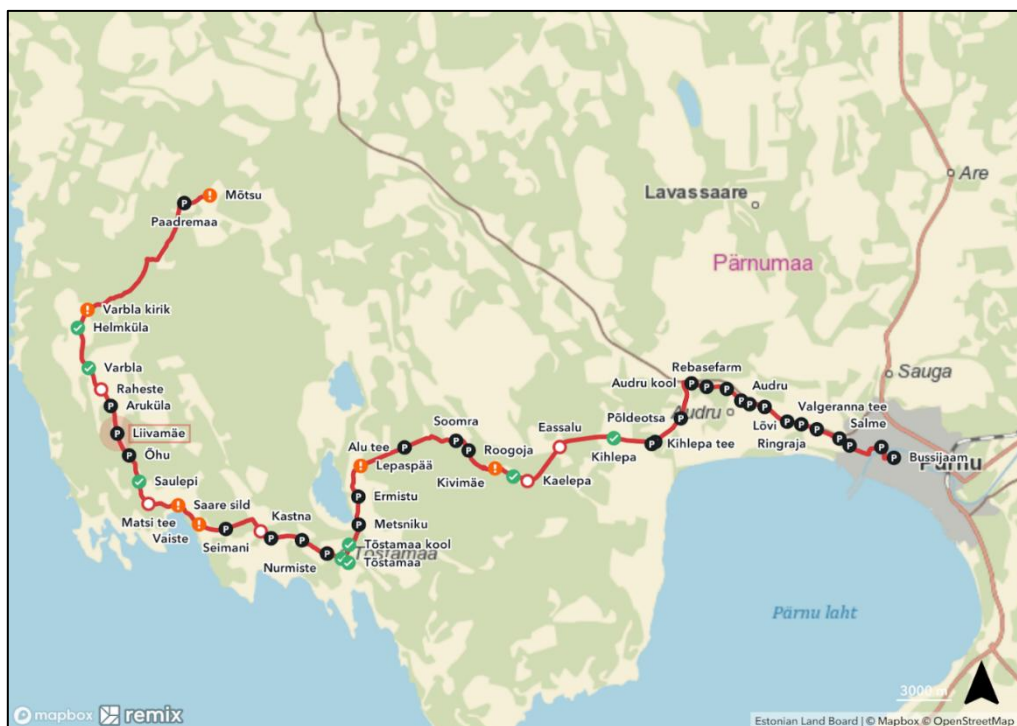 Are
Lavassaare
Mõtsu
Paadremaa
Pärnumaa
Varbla kirik
Helmküla
Rebasefarm
Sauga
Varbla
Audru kool
Audru
Raheste
Aruküla
Põldeotsa
Audru
Valgeranna tee
Soomra
Eassalu
Lõvi
Salme
Liivamäe
Alu tee
Roogoja
Kihlepa tee
Ringraja
Õhu
Lepaspää
Kihlepa
Bussijaam
Pärnu
Kivimäe
Kaelepa
Saulepi
Ermistu
Saare sild
Kastna
Matsi tee
Metsniku
Vaiste
Seimani
Tõstamaa kool
Tõstamaa
Nurmiste
Tõstamaa
Pärnu laht
3000 m
mapbox remix
Estonian Land Board | © Mapbox © OpenStreetMap